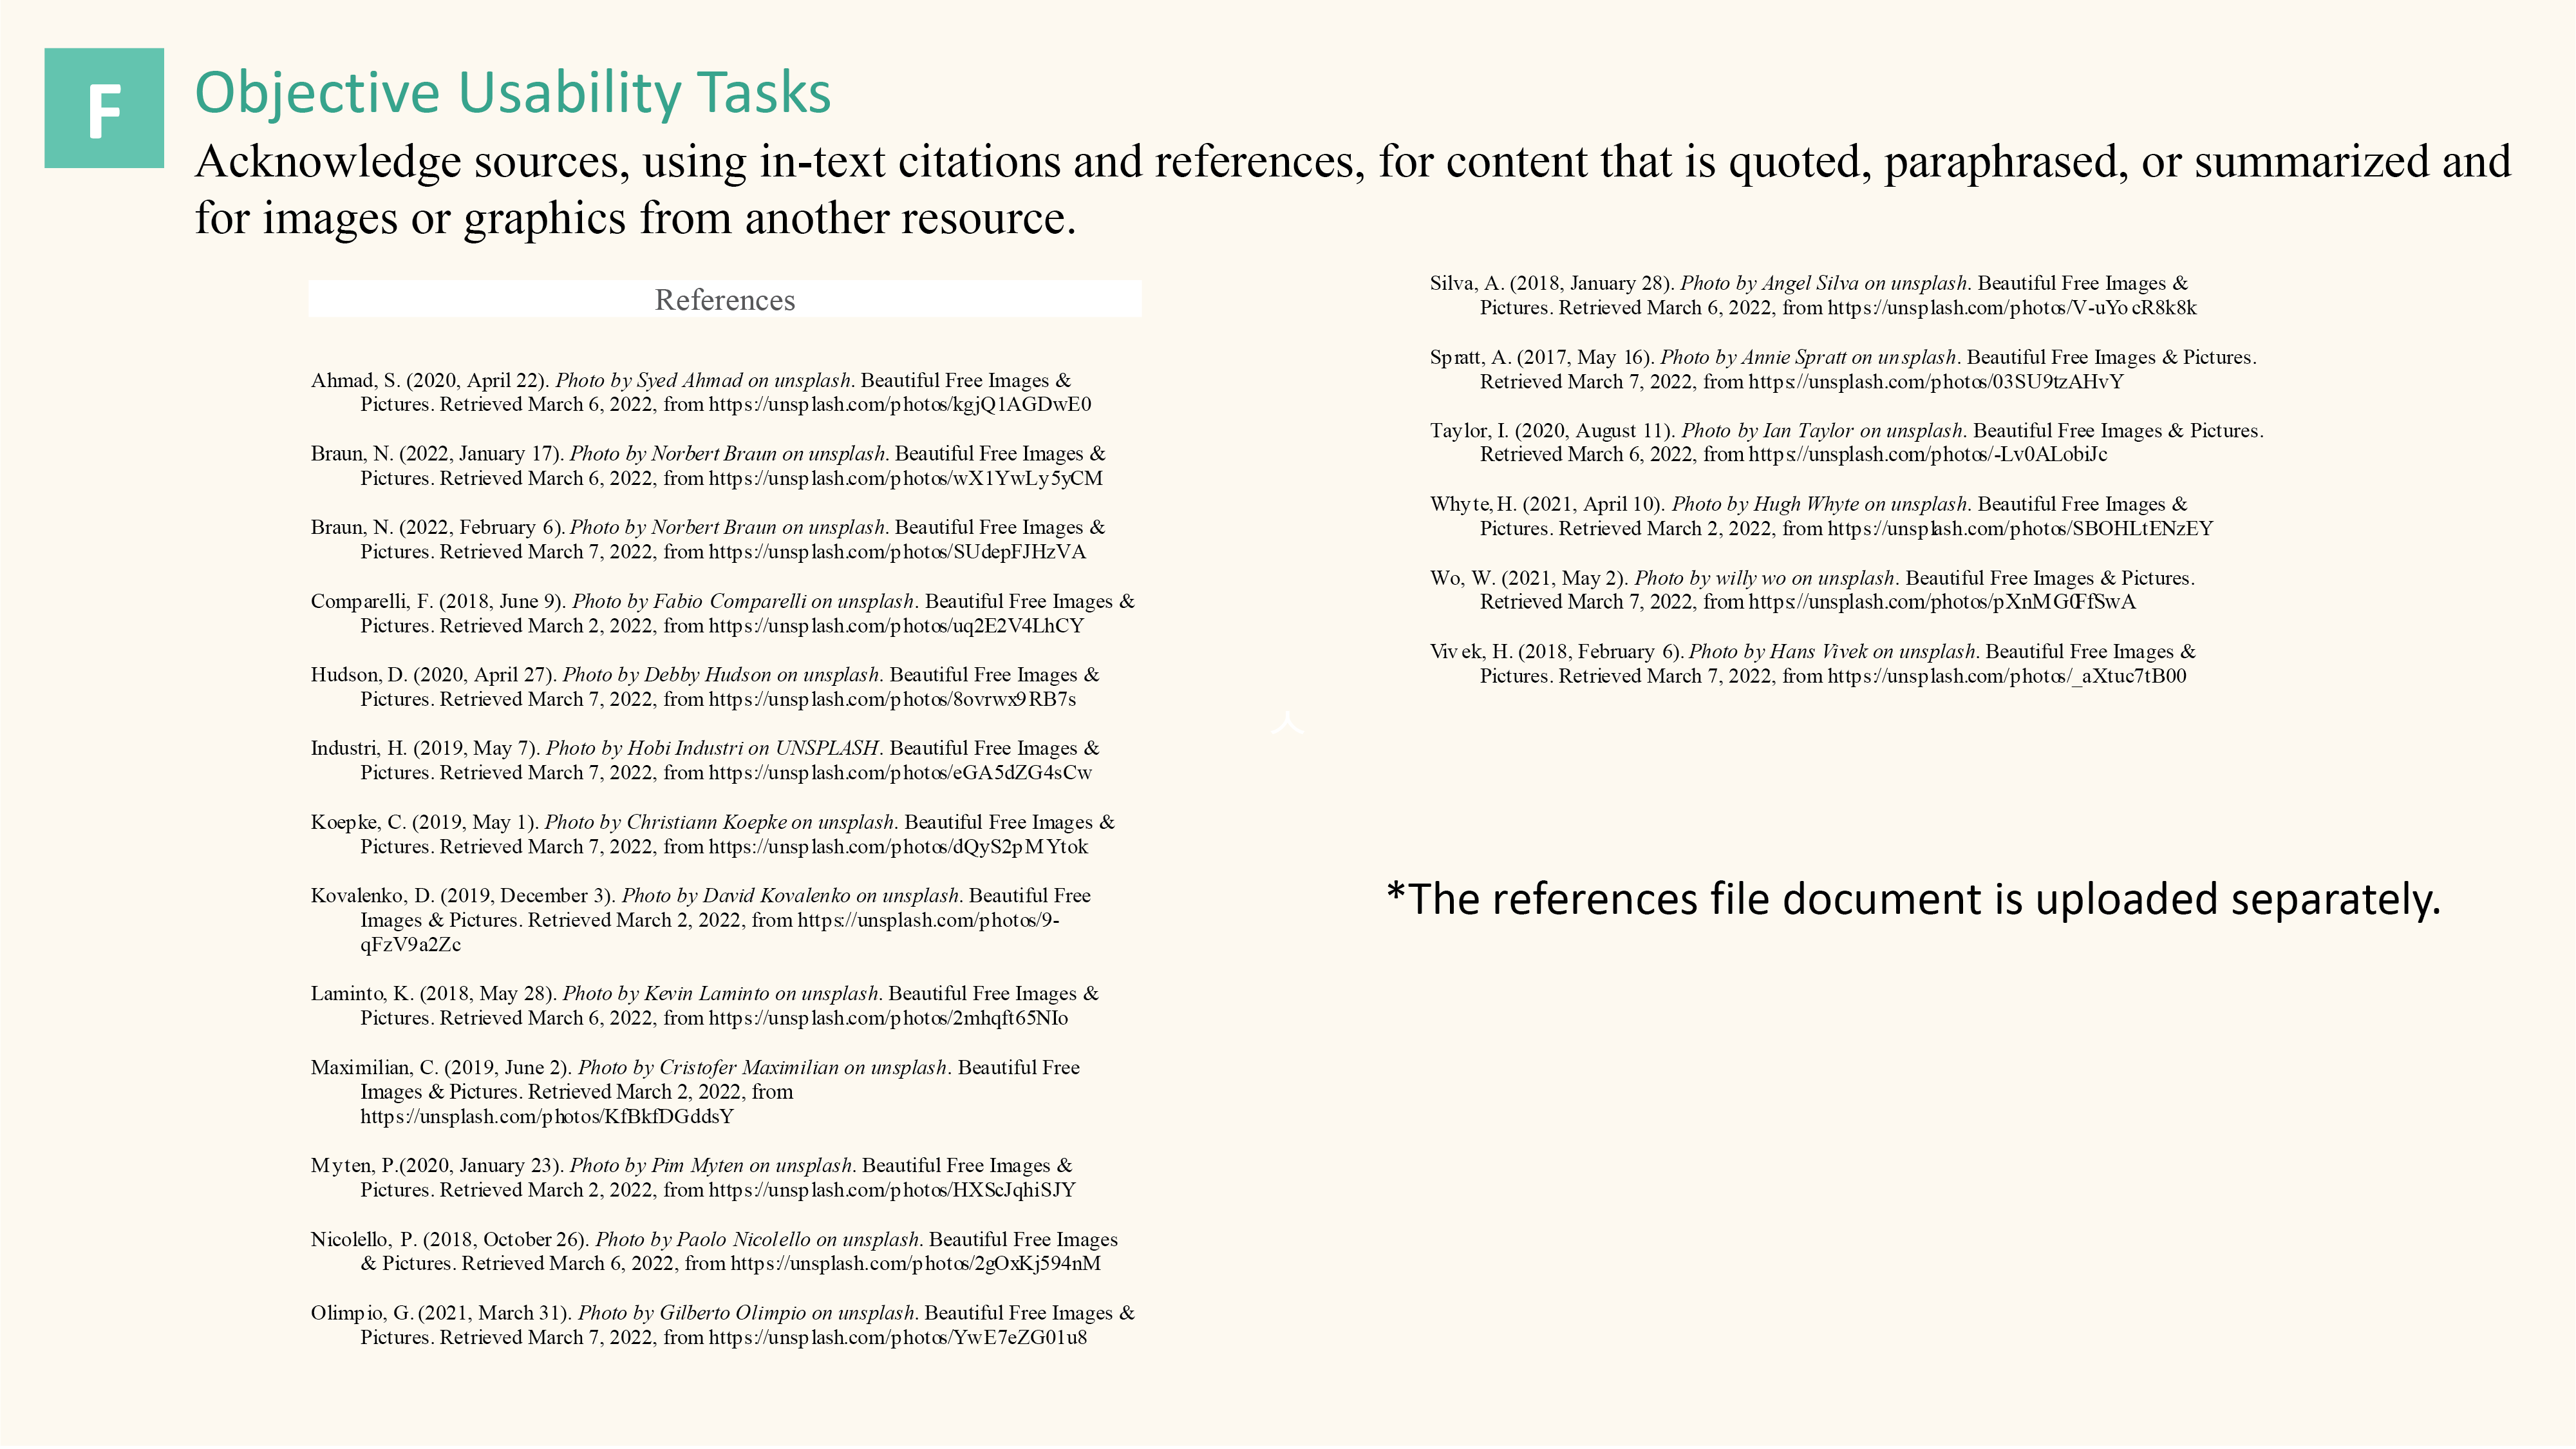 F
Objective Usability Tasks
Acknowledge sources, using in-text citations and references, for content that is quoted, paraphrased, or summarized and
for images or graphics from another resource.
References
Ahmad, S. (2020, April 22). Photo by Syed Ahmad on unsplash. Beautiful Free Images &
Pictures. Retrieved March 6, 2022, from https://unsplash.com/photos/kgjQ1AGDwE0
Braun, N. (2022, January 17). Photo by Norbert Braun on unsplash. Beautiful Free Images &
Pictures. Retrieved March 6, 2022, from https://unsplash.com/photos/wX1YwLy5yCM
Braun, N. (2022, February 6). Photo by Norbert Braun on unsplash. Beautiful Free Images &
Pictures. Retrieved March 7, 2022, from https://unsplash.com/photos/SUdepFJHzVA
Comparelli, F. (2018, June 9). Photo by Fabio Comparelli on unsplash. Beautiful Free Images &
Pictures. Retrieved March 2, 2022, from https://unsplash.com/photos/uq2E2V4LhCY
Hudson, D. (2020, April 27). Photo by Debby Hudson on unsplash. Beautiful Free Images &
Pictures. Retrieved March 7, 2022, from https://unsplash.com/photos/8ovrwx9RB7s
Industri, H. (2019, May 7). Photo by Hobi Industri on UNSPLASH. Beautiful Free Images &
Pictures. Retrieved March 7, 2022, from https://unsplash.com/photos/eGA5dZG4sCw
Koepke, C. (2019, May 1). Photo by Christiann Koepke on unsplash. Beautiful Free Images &
Pictures. Retrieved March 7, 2022, from https://unsplash.com/photos/dQyS2pMYtok
Kovalenko, D. (2019, December 3). Photo by David Kovalenko on unsplash. Beautiful Free
Images & Pictures. Retrieved March 2, 2022, from https://unsplash.com/photos/9-
qFzV9a2Zc
Laminto, K. (2018, May 28). Photo by Kevin Laminto on unsplash. Beautiful Free Images &
Pictures. Retrieved March 6, 2022, from https://unsplash.com/photos/2mhqft65NIo
Maximilian, C. (2019, June 2). Photo by Cristofer Maximilian on unsplash. Beautiful Free
Images & Pictures. Retrieved March 2, 2022, from
https://unsplash.com/photos/KfBkfDGddsY
Myten, P.(2020, January 23). Photo by Pim Myten on unsplash. Beautiful Free Images &
Pictures. Retrieved March 2, 2022, from https://unsplash.com/photos/HXScJqhiSJY
Nicolello, P. (2018, October 26). Photo by Paolo Nicolello on unsplash. Beautiful Free Images
& Pictures. Retrieved March 6, 2022, from https://unsplash.com/photos/2gOxKj594nM
Olimpio, G. (2021, March 31). Photo by Gilberto Olimpio on unsplash. Beautiful Free Images &
Pictures. Retrieved March 7, 2022, from https://unsplash.com/photos/YwE7eZG01u8
Silva, A. (2018, January 28). Photo by Angel Silva on unsplash. Beautiful Free Images &
Pictures. Retrieved March 6, 2022, from https://unsplash.com/photos/V-uYocR8k8k
Spratt, A. (2017, May 16). Photo by Annie Spratt on unsplash. Beautiful Free Images & Pictures.
Retrieved March 7, 2022, from https://unsplash.com/photos/03SU9tzAHvY
Taylor, I. (2020, August 11). Photo by Ian Taylor on unsplash. Beautiful Free Images & Pictures.
Retrieved March 6, 2022, from https://unsplash.com/photos/-Lv0ALobiJc
Whyte, H. (2021, April 10). Photo by Hugh Whyte on unsplash. Beautiful Free Images &
Pictures. Retrieved March 2, 2022, from https://unsplash.com/photos/SBOHLtENzEY
Wo, W. (2021, May 2). Photo by willy wo on unsplash. Beautiful Free Images & Pictures.
Retrieved March 7, 2022, from https://unsplash.com/photos/pXnMG0FfSwA
Vivek, H. (2018, February 6). Photo by Hans Vivek on unsplash. Beautiful Free Images &
Pictures. Retrieved March 7, 2022, from https://unsplash.com/photos/_aXtuc7tB00
ㅅ
*The references file document is uploaded separately.